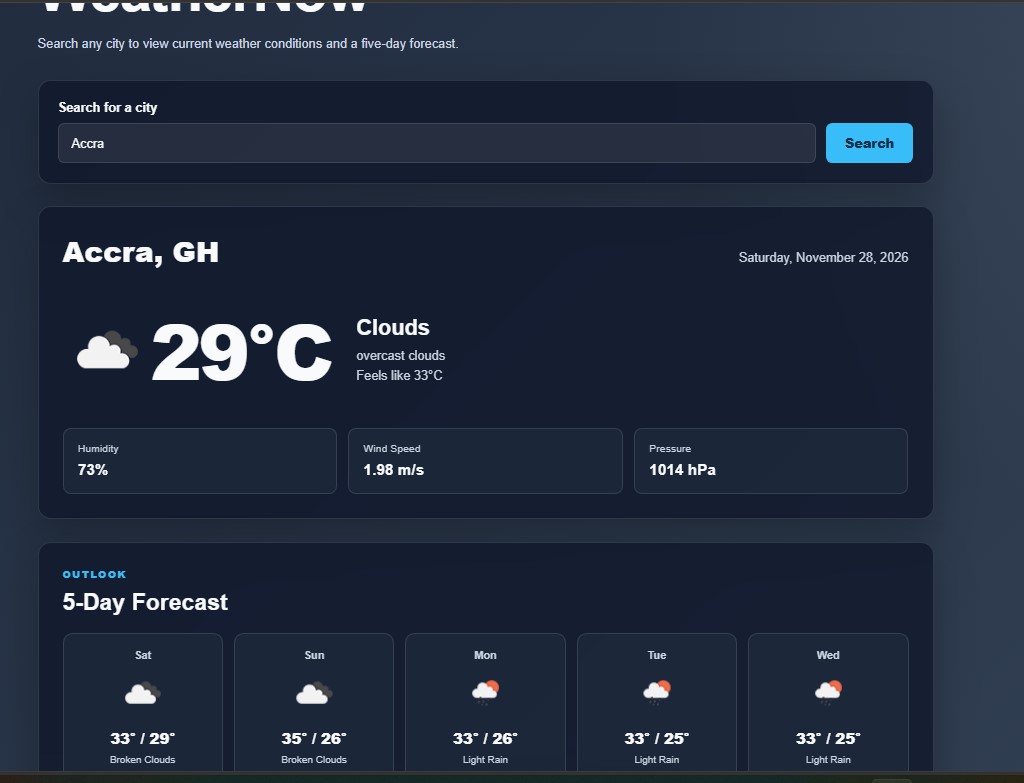 WeatherNow
Search any city to view current weather conditions and a five-day forecast.
Search for a city
Accra
Search
Accra, GH
Saturday, November 28, 2026
29°C
Clouds
overcast clouds
Feels like 33°C
Humidity
73%
Wind Speed
1.98 m/s
Pressure
1014 hPa
OUTLOOK
5-Day Forecast
Sat
33° / 29°
Broken Clouds
Sun
35° / 26°
Broken Clouds
Mon
33° / 26°
Light Rain
Tue
33° / 25°
Light Rain
Wed
33° / 25°
Light Rain